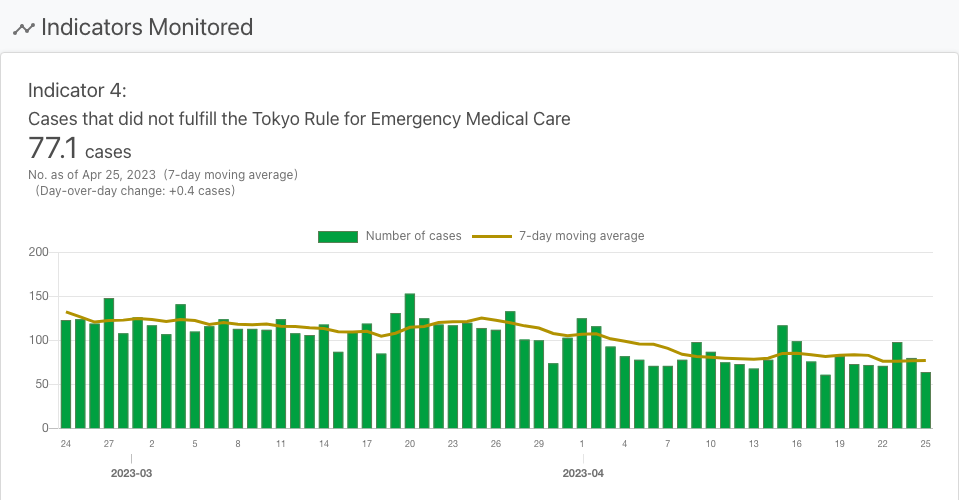 Indicators Monitored
Indicator 4:
Cases that did not fulfill the Tokyo Rule for Emergency Medical Care
77.1 cases
No. as of Apr 25, 2023 (7-day moving average)
(Day-over-day change: +0.4 cases)
Number of cases 7-day moving average
200
150
100
50
0
24 27 2 5 8 11 14 17 20 23 26 29 1 4 7 10 13 16 19 22 25
2023-03 2023-04